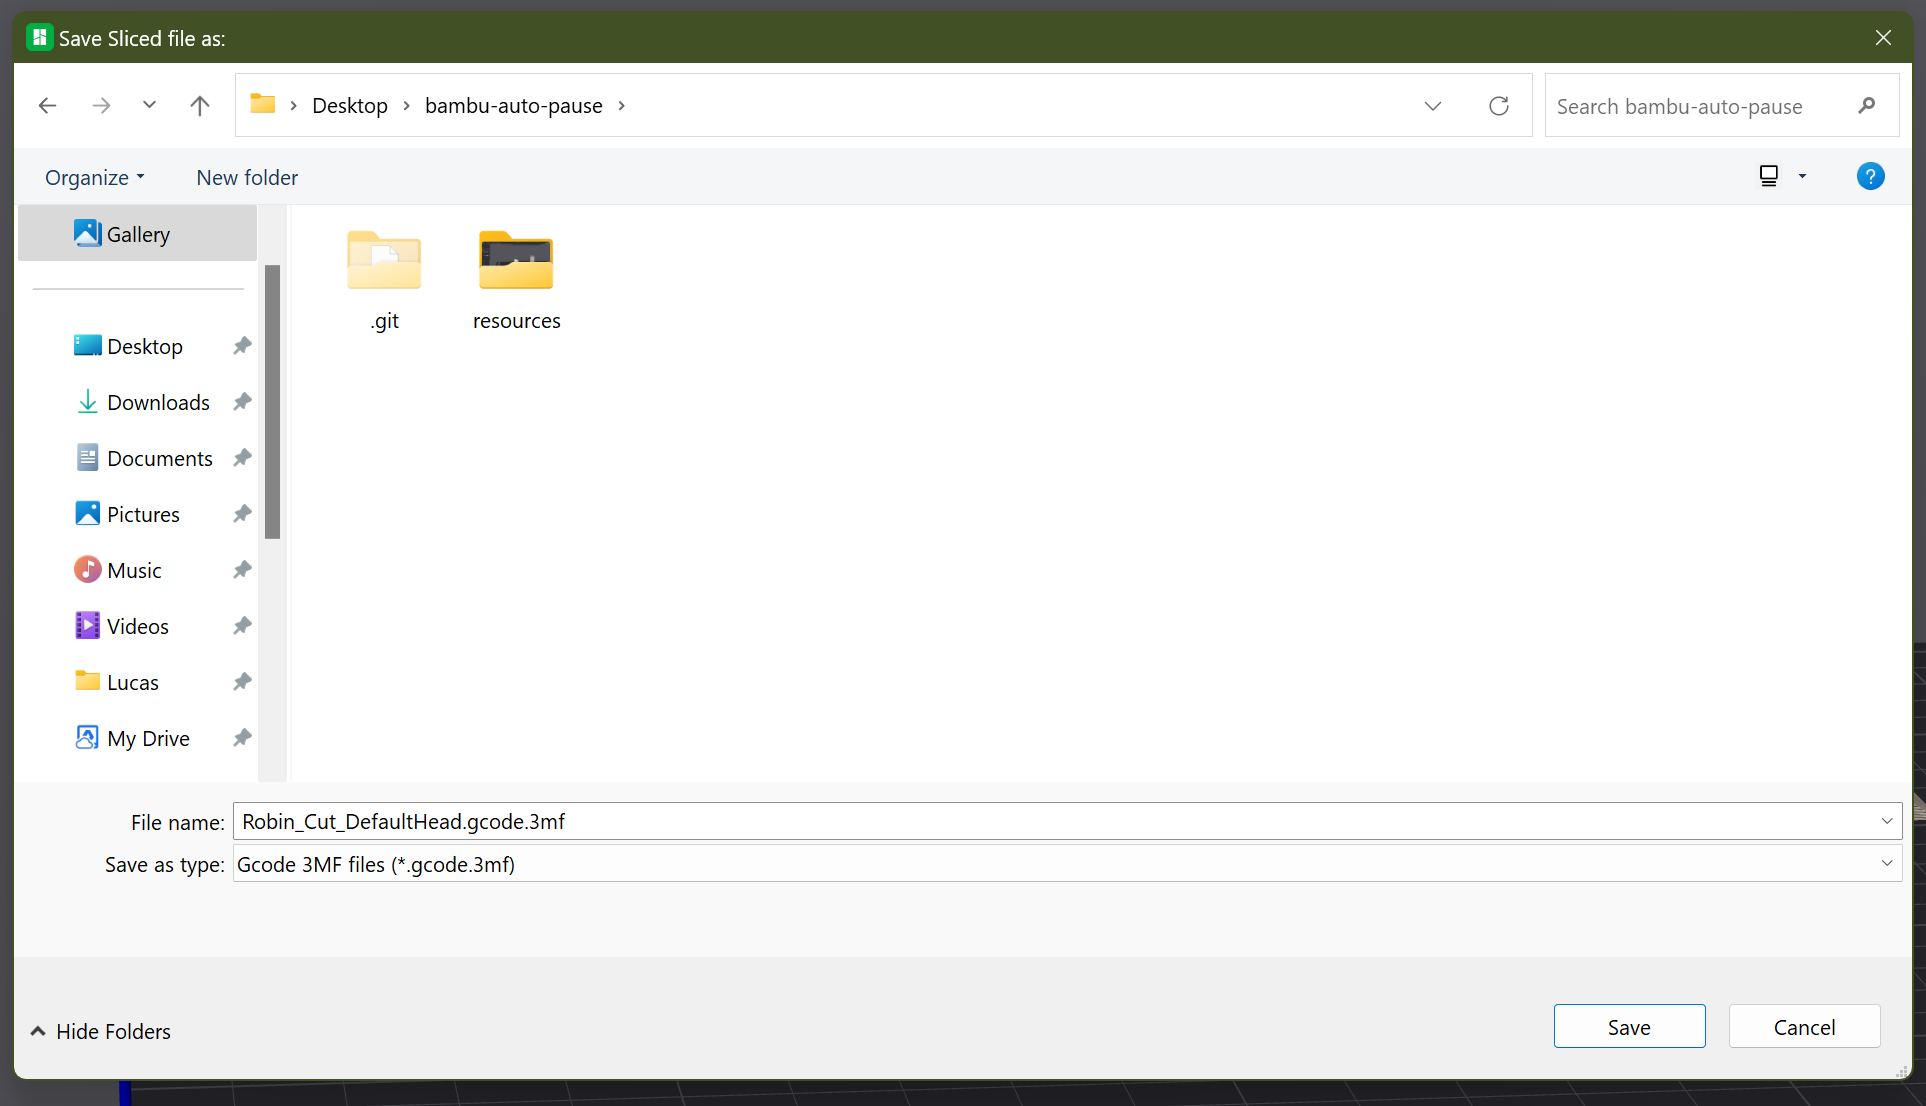 Save Sliced file as:
Desktop
bambu-auto-pause
Search bambu-auto-pause
Organize
New folder
?
Gallery
Desktop
Downloads
Documents
Pictures
Music
Videos
Lucas
My Drive
.git
resources
File name: Robin_Cut_DefaultHead.gcode.3mf
Save as type: Gcode 3MF files (*.gcode.3mf)
Hide Folders
Save
Cancel